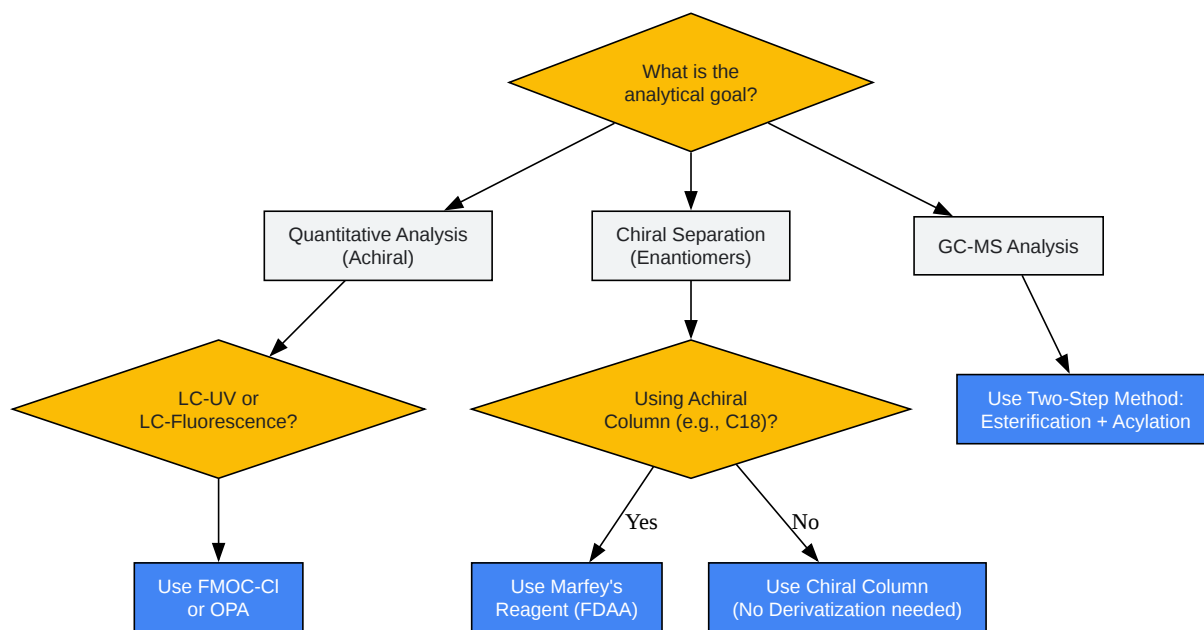 What is the
analytical goal?
Quantitative Analysis
(Achiral)
Chiral Separation
(Enantiomers)
GC-MS Analysis
LC-UV or
LC-Fluorescence?
Using Achiral
Column (e.g., C18)?
Use Two-Step Method:
Esterification + Acylation
Yes
No
Use FMOC-Cl
or OPA
Use Marfey's
Reagent (FDAA)
Use Chiral Column
(No Derivatization needed)